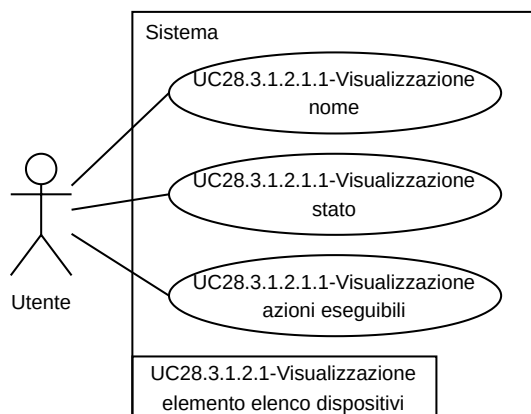 Sistema
UC28.3.1.2.1.1-Visualizzazione
nome
UC28.3.1.2.1.1-Visualizzazione
stato
UC28.3.1.2.1.1-Visualizzazione
azioni eseguibili
Utente
UC28.3.1.2.1-Visualizzazione
elemento elenco dispositivi